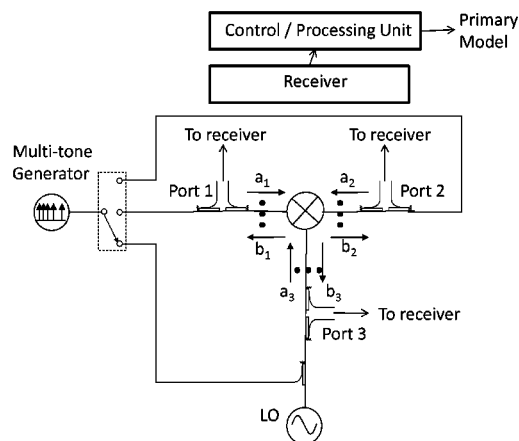 Control / Processing Unit
Primary
Model
Receiver
To receiver
To receiver
Multi-tone
Generator
Port 1
a1
a2
Port 2
b1
b2
a3
b3
To receiver
Port 3
LO